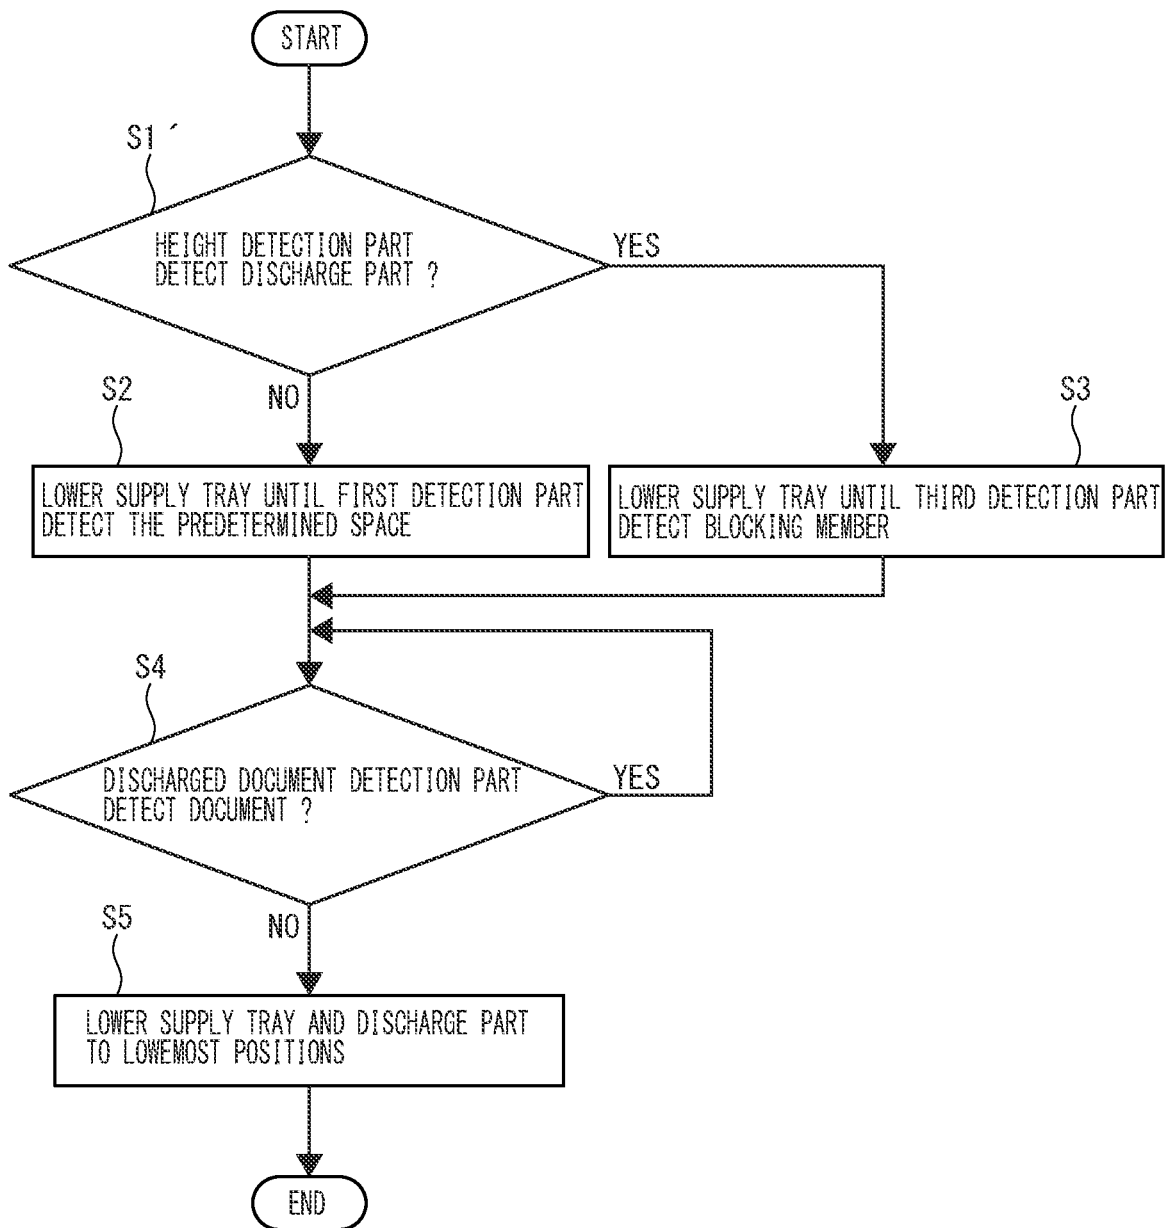 START
S1´
HEIGHT DETECTION PART
DETECT DISCHARGE PART ?
YES
NO
S2
S3
LOWER SUPPLY TRAY UNTIL FIRST DETECTION PART
DETECT THE PREDETERMINED SPACE
LOWER SUPPLY TRAY UNTIL THIRD DETECTION PART
DETECT BLOCKING MEMBER
S4
DISCHARGED DOCUMENT DETECTION PART
DETECT DOCUMENT ?
YES
NO
S5
LOWER SUPPLY TRAY AND DISCHARGE PART
TO LOWEMOST POSITIONS
END